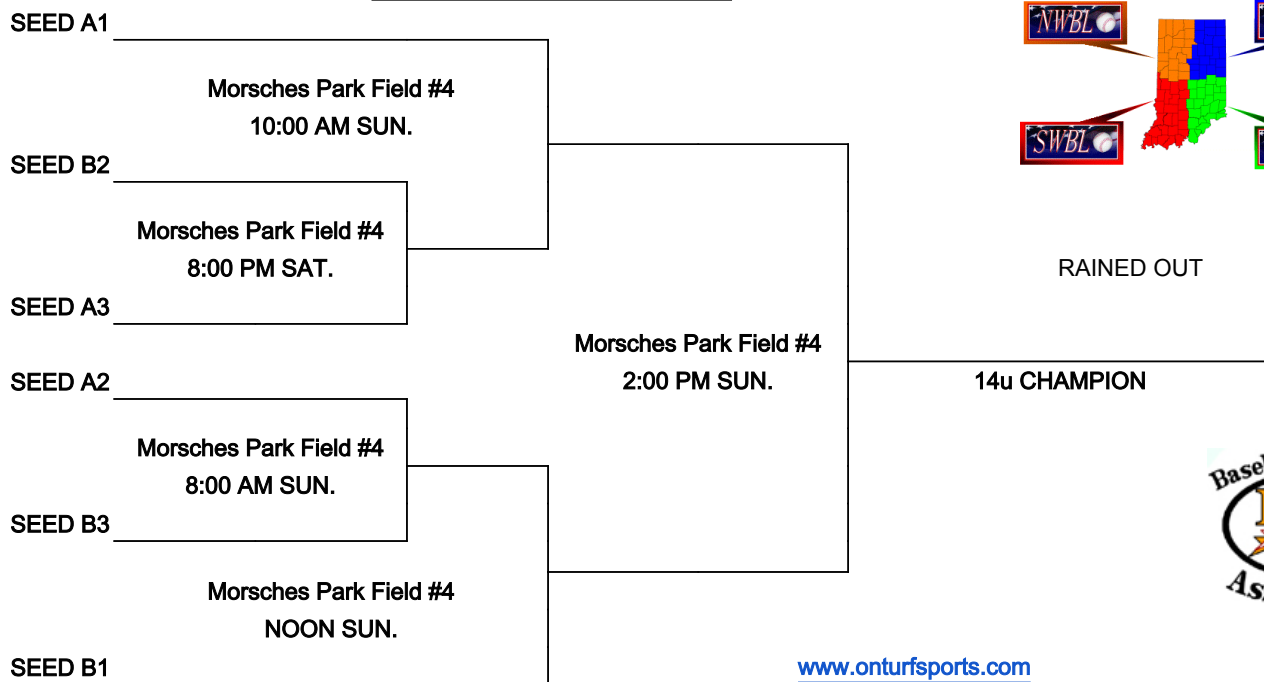 SEED A1
NWBL
Morsches Park Field #4
10:00 AM SUN.
SWBL
SEED B2
Morsches Park Field #4
8:00 PM SAT.
RAINED OUT
SEED A3
Morsches Park Field #4
2:00 PM SUN.
SEED A2
14u CHAMPION
Morsches Park Field #4
8:00 AM SUN.
SEED B3
Morsches Park Field #4
NOON SUN.
SEED B1
www.onturfsports.com